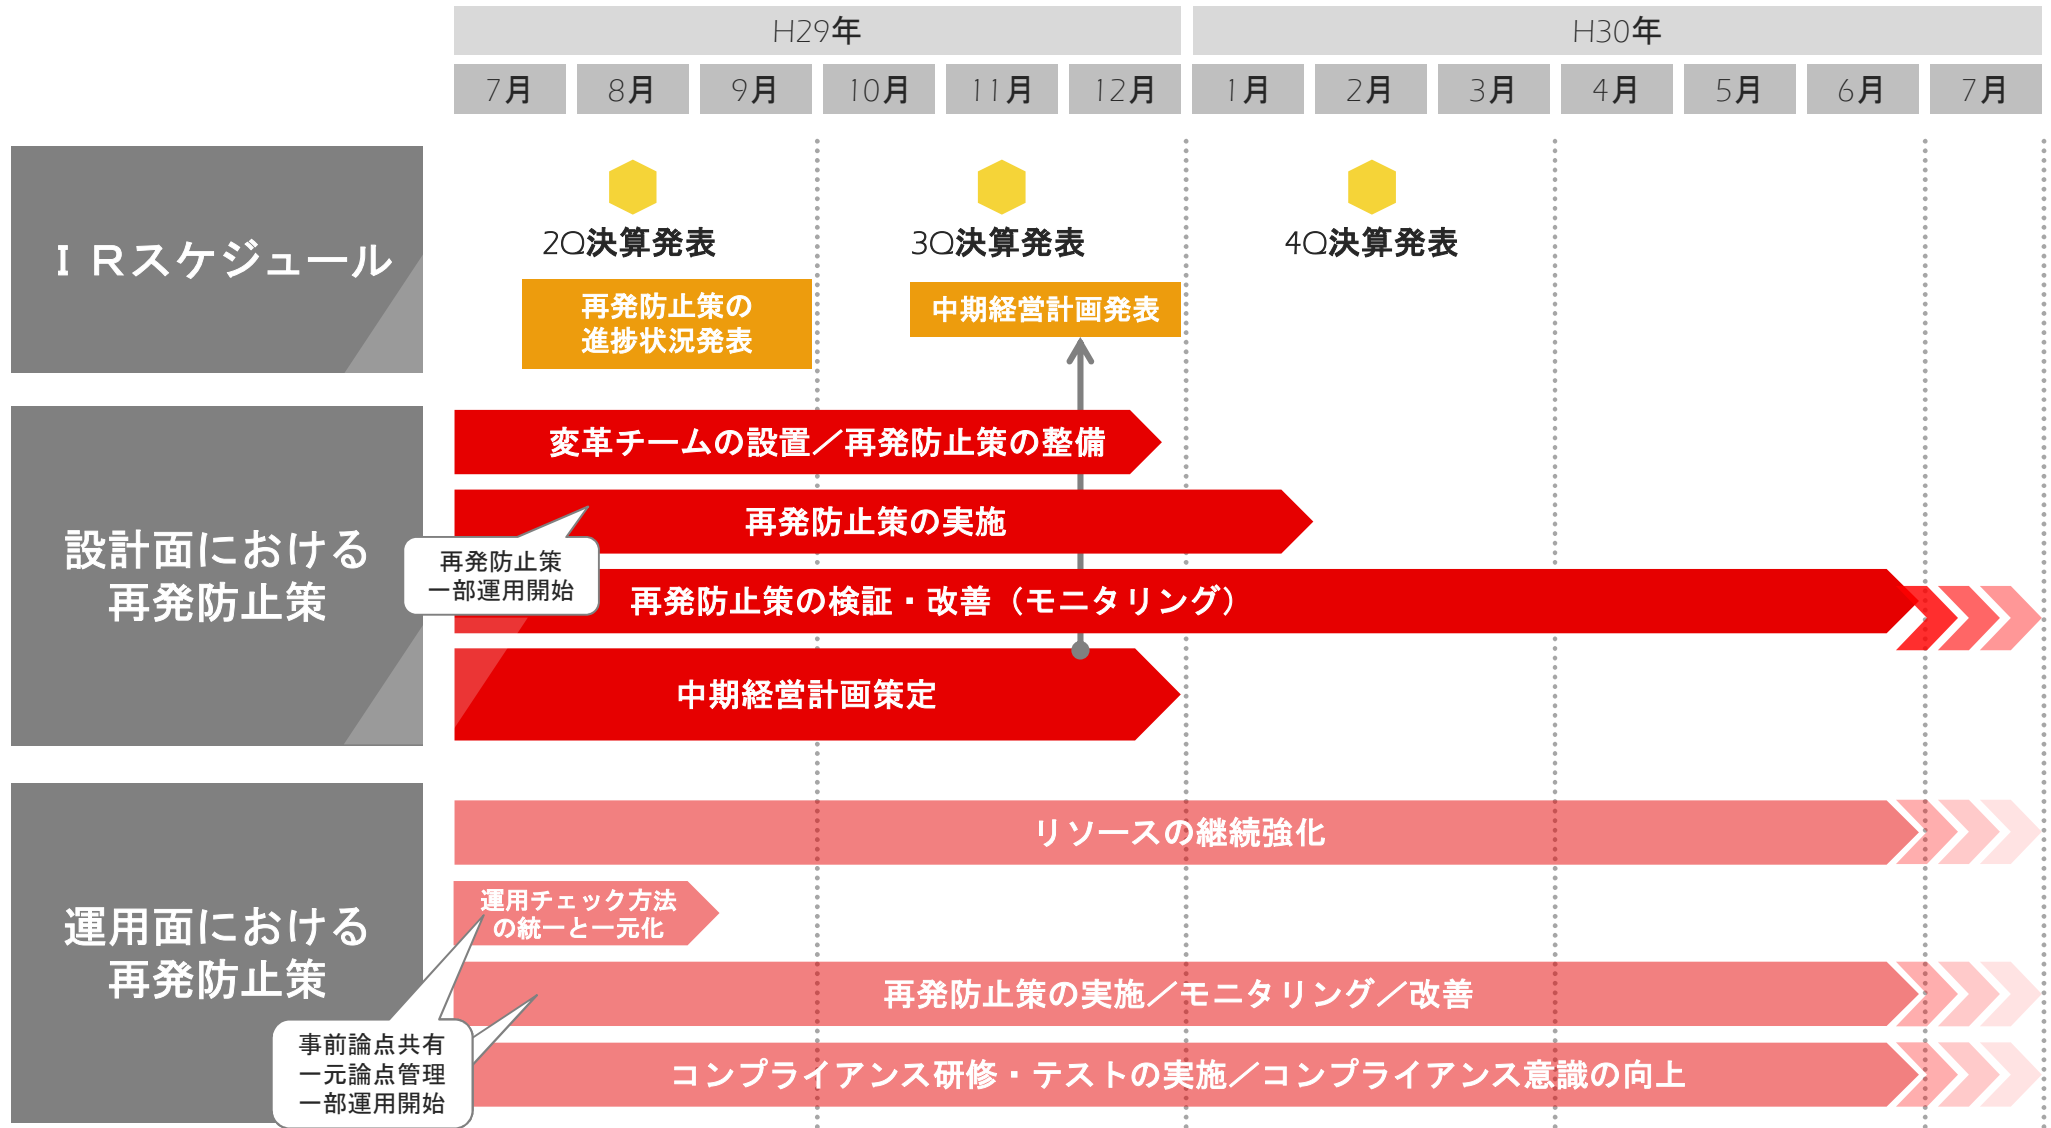 H29年
H30年
7月
8月
9月
10月
11月
12月
1月
2月
3月
4月
5月
6月
7月
ＩＲスケジュール
2Q決算発表
3Q決算発表
4Q決算発表
再発防止策の
進捗状況発表
中期経営計画発表
設計面における
再発防止策
変革チームの設置／再発防止策の整備
再発防止策の実施
再発防止策
一部運用開始
再発防止策の検証・改善（モニタリング）
中期経営計画策定
運用面における
再発防止策
リソースの継続強化
運用チェック方法
の統一と一元化
再発防止策の実施／モニタリング／改善
事前論点共有
一元論点管理
一部運用開始
コンプライアンス研修・テストの実施／コンプライアンス意識の向上